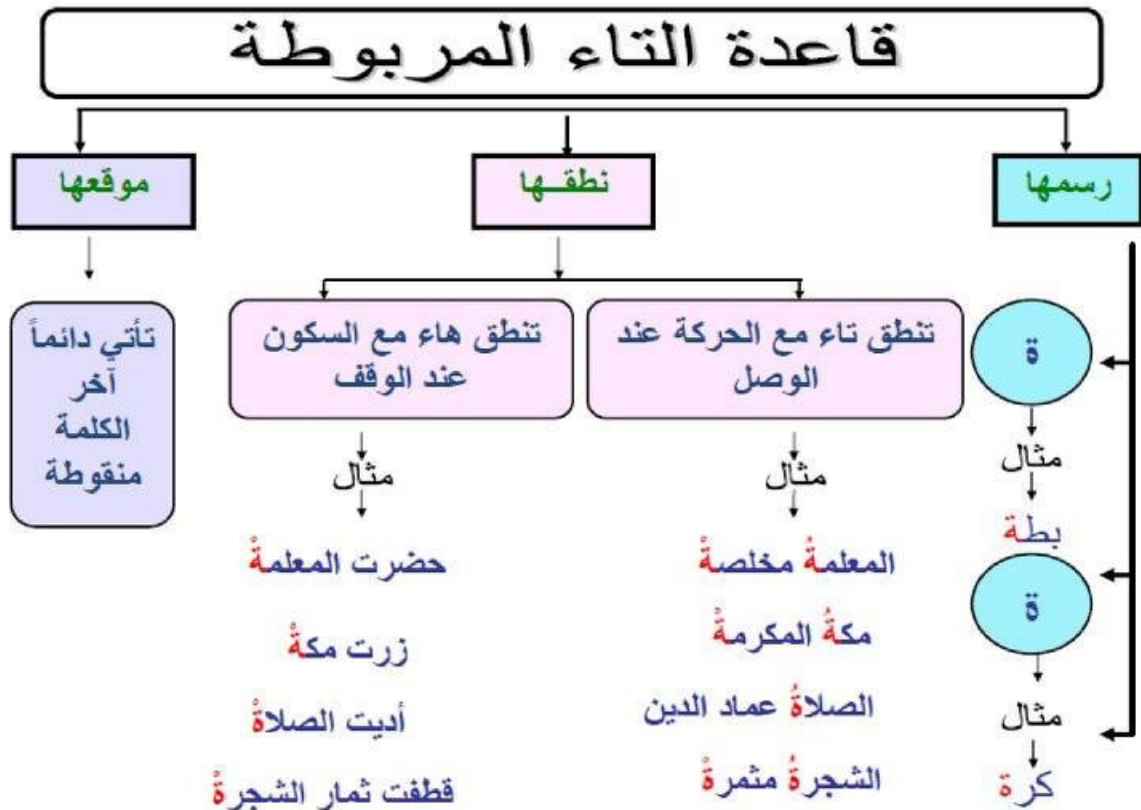 قاعدة التاء المربوطة
رسمها
نطقــها
موقعها
ة
مثال
بطة
ة
مثال
كرة
تنطق تاء مع الحركة عند
الوصل
مثال
المعلمةُ مخلصةْ
مكةُ المكرمةْ
الصلاةُ عماد الدين
الشجرةُ مثمرةْ
تنطق هاء مع السكون
عند الوقف
مثال
حضرت المعلمةْ
زرت مكةْ
أديت الصلاةْ
قطفت ثمار الشجرةْ
تأتي دائماً
آخر
الكلمة
منقوطة